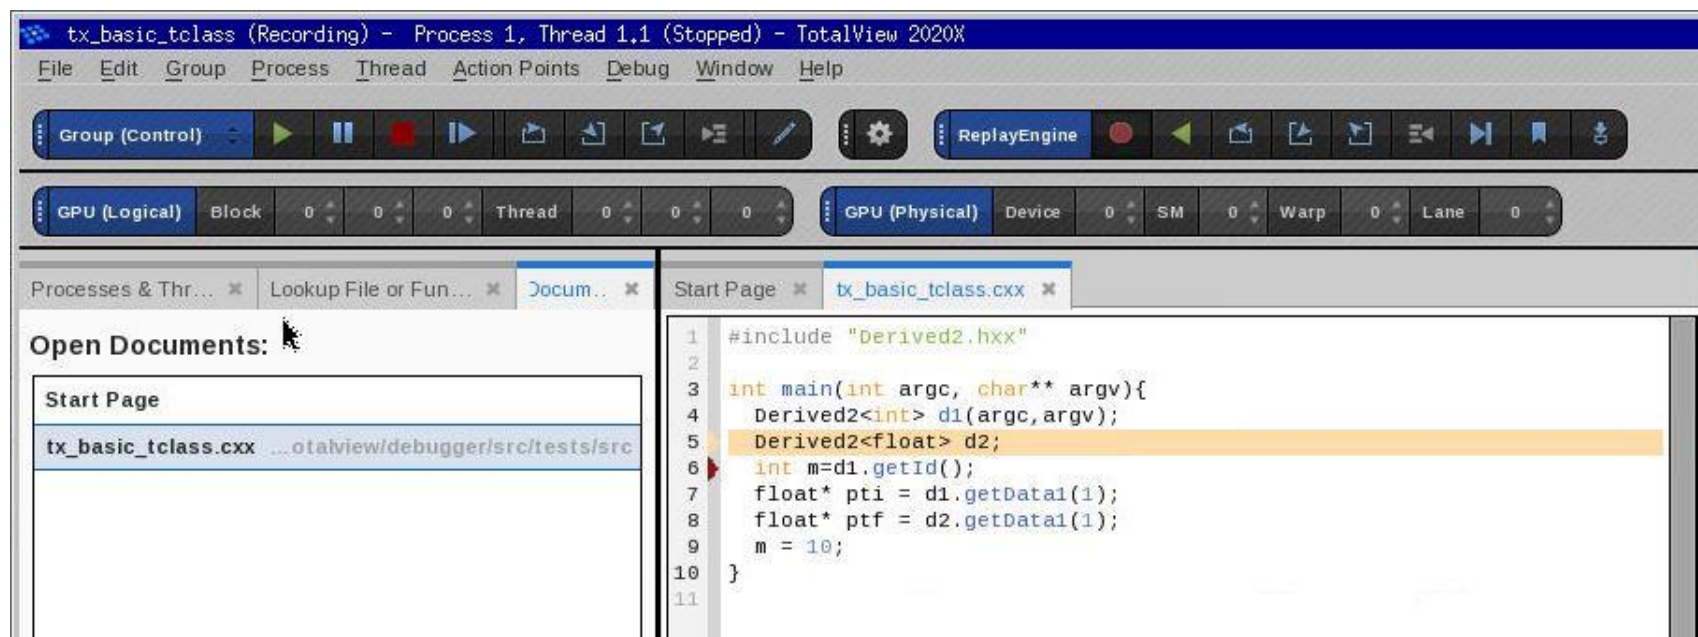 tx_basic_tclass (Recording) - Process 1, Thread 1.1 (Stopped) - TotalView 2020X
File Edit Group Process Thread Action Points Debug Window Help
Group (Control) ReplayEngine
GPU (Logical) Block 0 0 0 Thread 0 0 0 GPU (Physical) Device 0 SM 0 Warp 0 Lane 0
Processes & Thr... Lookup File or Fun... Docum.. Start Page tx_basic_tclass.cxx
Open Documents:
Start Page
tx_basic_tclass.cxx ...otalview/debugger/src/tests/src
1 #include "Derived2.hxx"
2
3 int main(int argc, char** argv){
4 Derived2<int> d1(argc,argv);
5 Derived2<float> d2;
6 int m=d1.getId();
7 float* pti = d1.getData1(1);
8 float* ptf = d2.getData1(1);
9 m = 10;
10 }
11